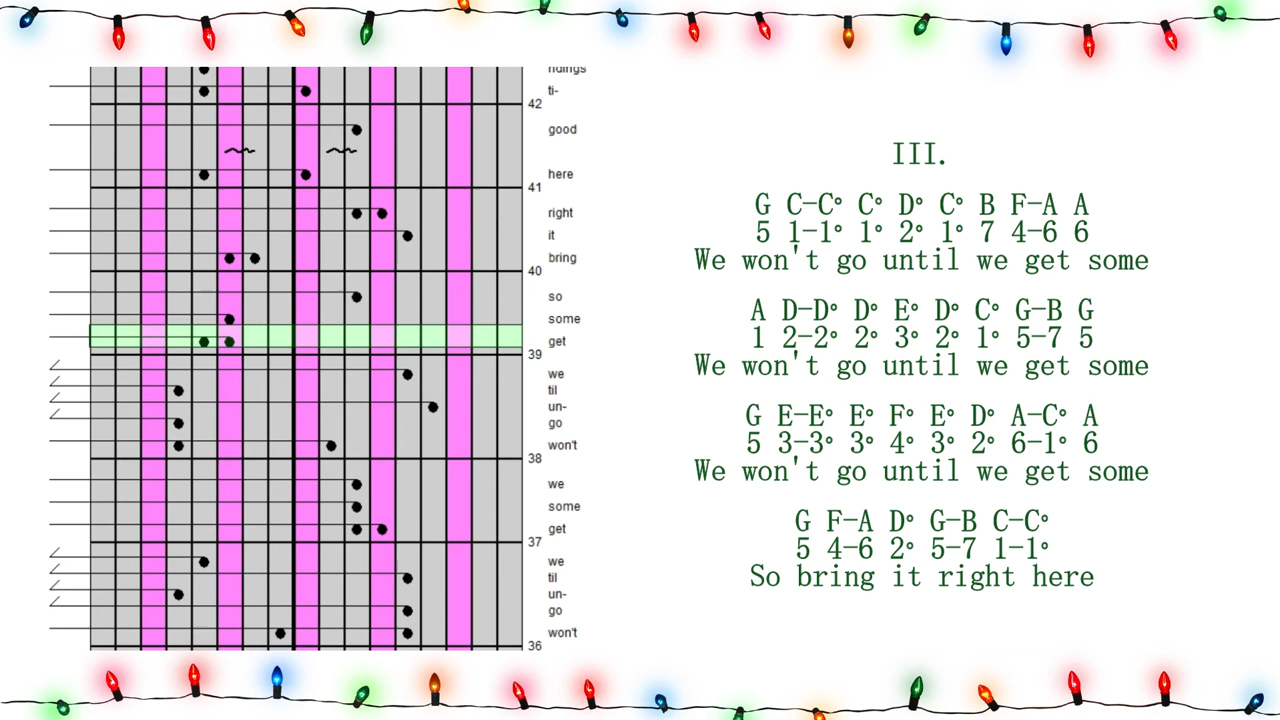 ti-
42
good
here
41
right
it
bring
40
so
some
get
39
we
til
un-
go
won't
38
we
some
get
37
we
til
un-
go
won't
36
III.
G C-C° C° D° C° B F-A A
5 1-1° 1° 2° 1° 7 4-6 6
We won't go until we get some
A D-D° D° E° D° C° G-B G
1 2-2° 2° 3° 2° 1° 5-7 5
We won't go until we get some
G E-E° E° F° E° D° A-C° A
5 3-3° 3° 4° 3° 2° 6-1° 6
We won't go until we get some
G F-A D° G-B C-C°
5 4-6 2° 5-7 1-1°
So bring it right here